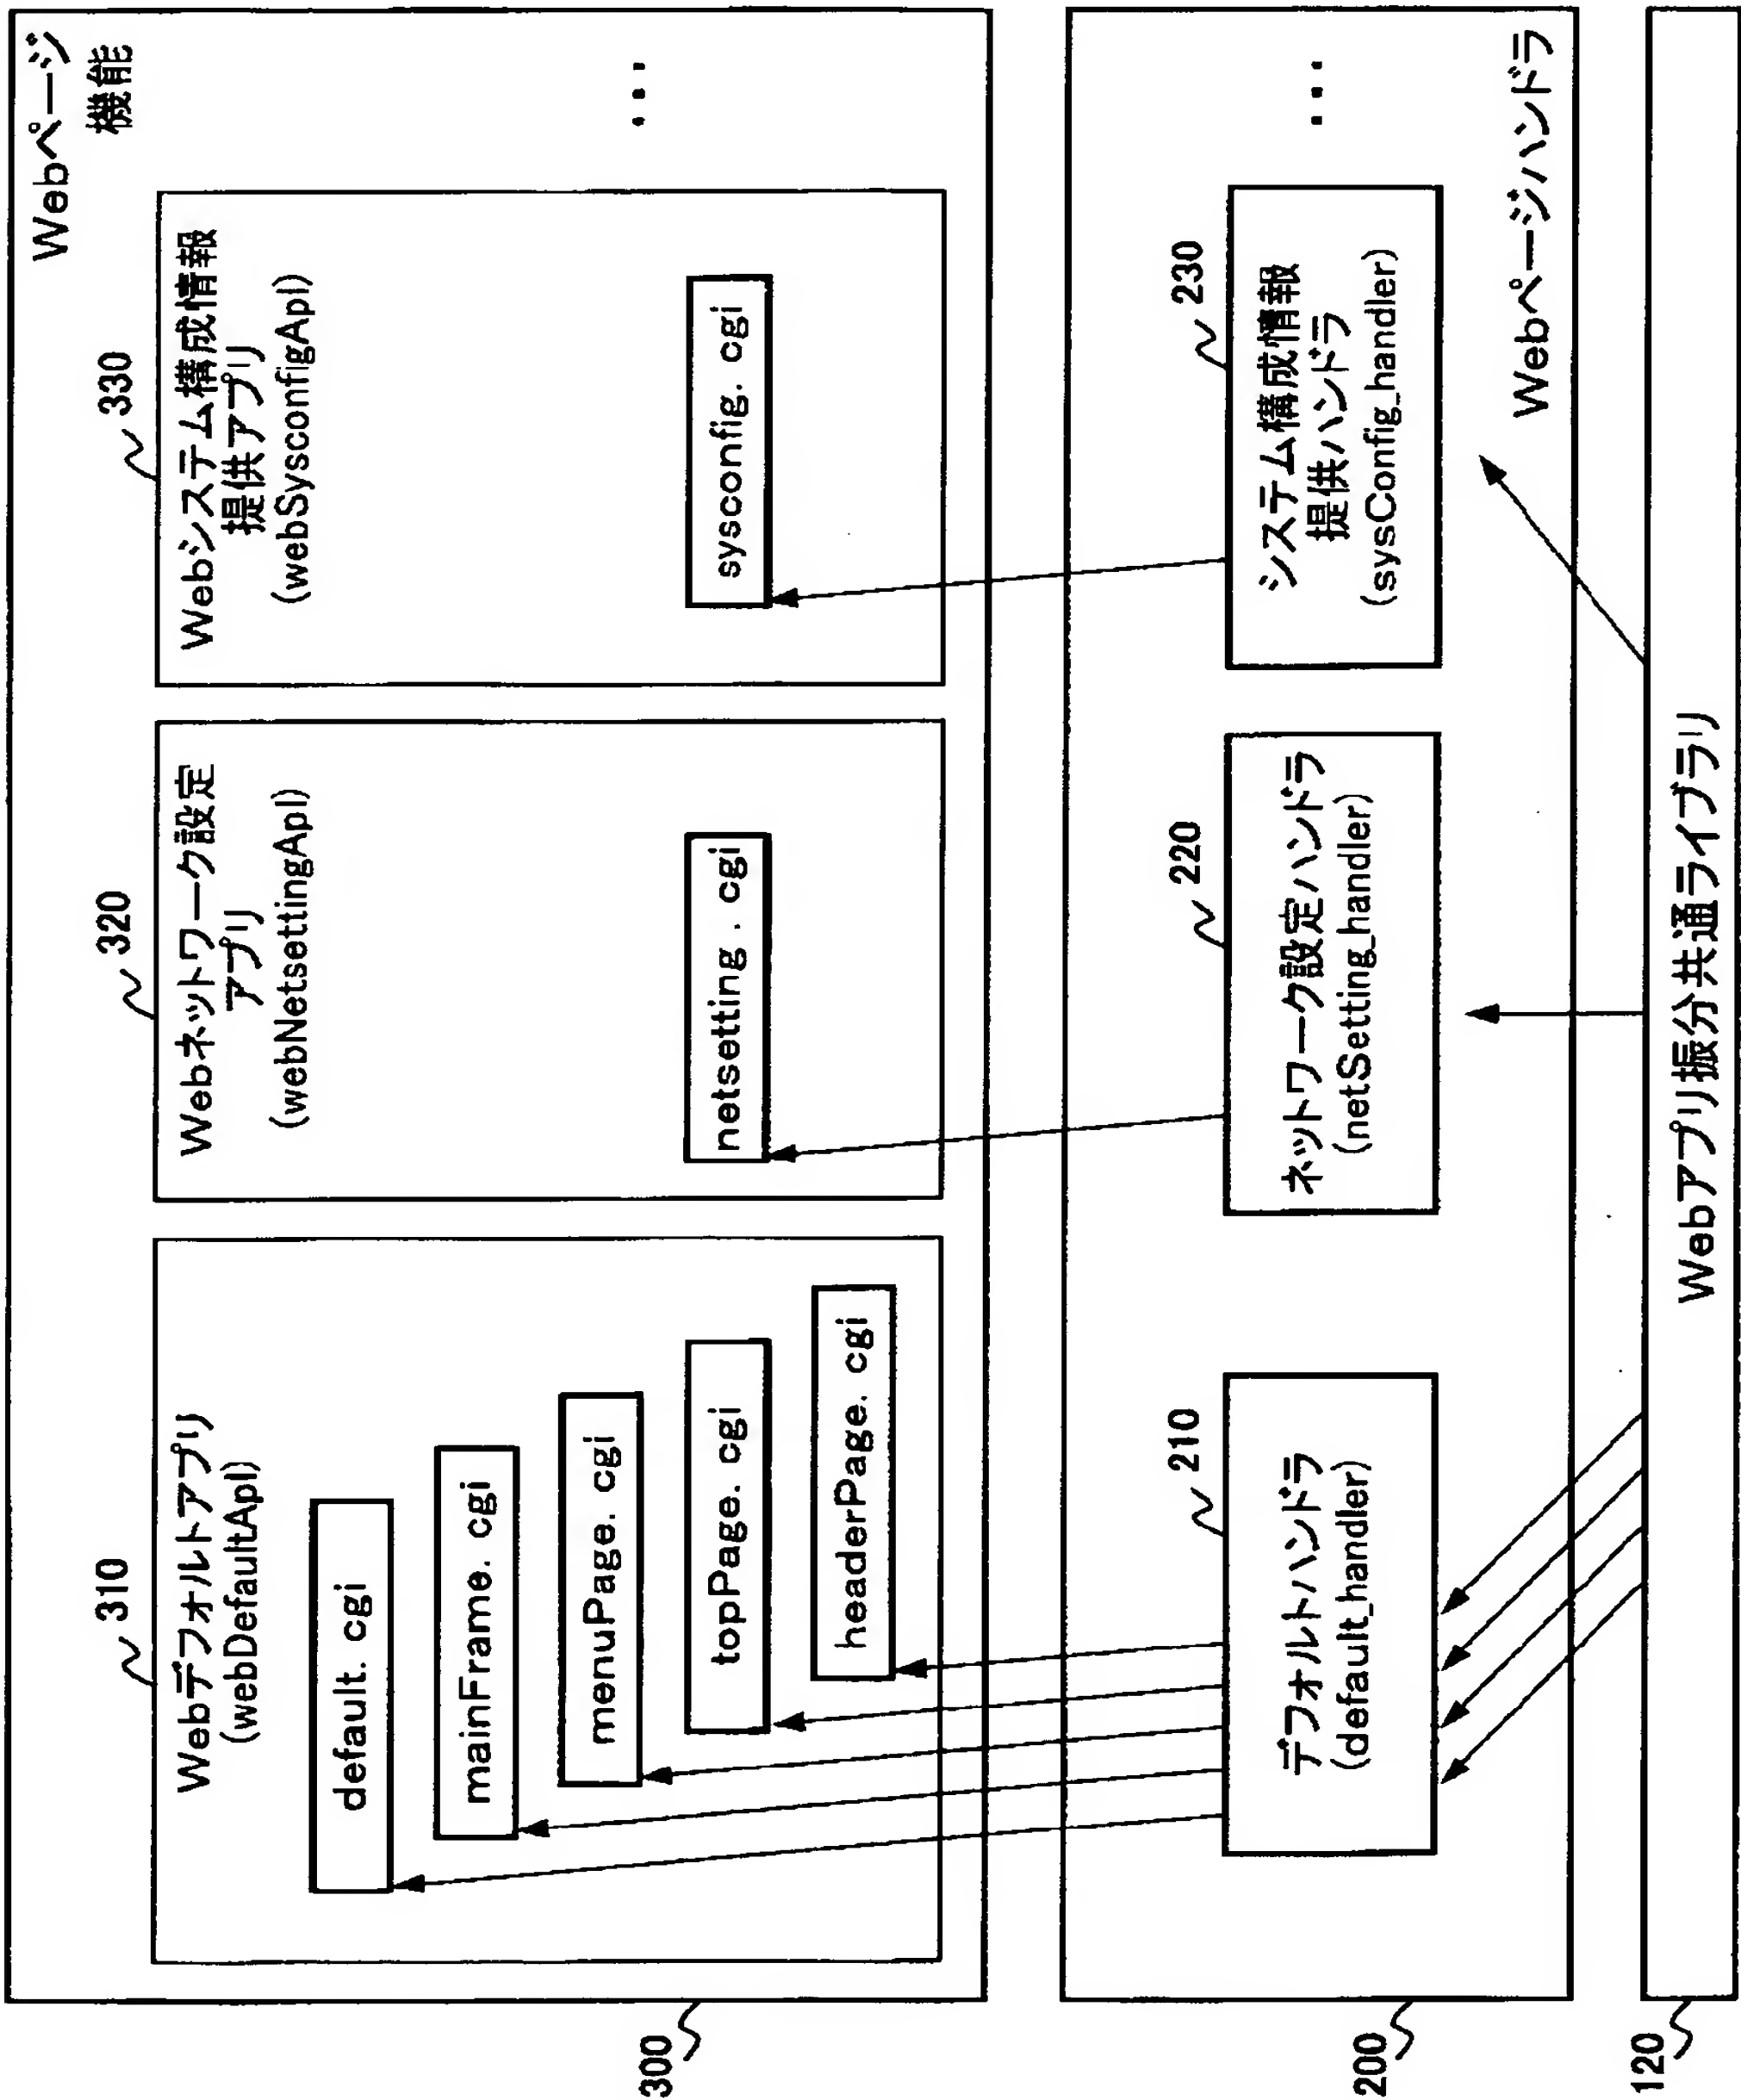 300
Webページ
機能
310
Webデフォルトアプリ
(webDefaultApl)
default. cgi
mainFrame. cgi
menuPage. cgi
topPage. cgi
headerPage. cgi
320
Webネットワーク設定
アプリ
(webNetsettingApl)
netsetting . cgi
330
Webシステム構成情報
提供アプリ
(webSysconfigApl)
sysconfig. cgi
...
200
210
デフォルトハンドラ
(default_handler)
220
ネットワーク設定ハンドラ
(netSetting_handler)
230
システム構成情報
提供ハンドラ
(sysConfig_handler)
...
Webページハンドラ
120
Webアプリ振分共通ライブラリ